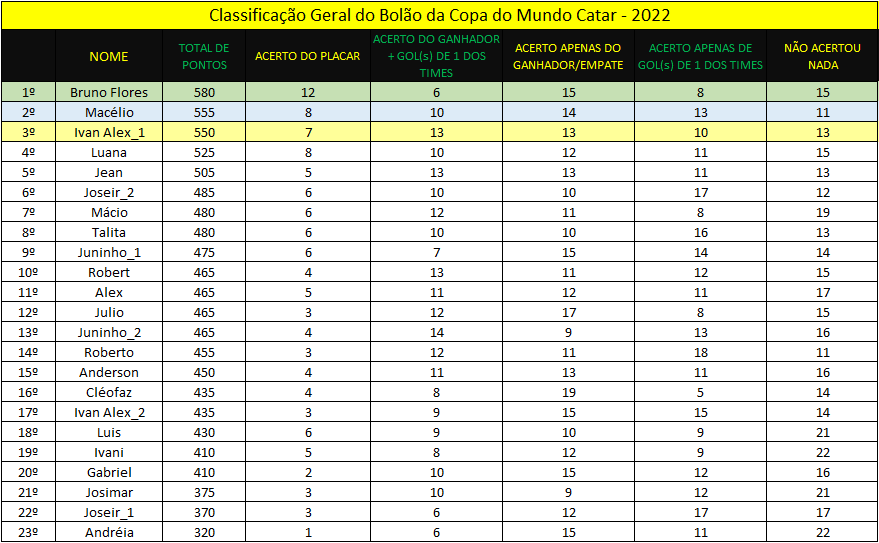 Classificação Geral do Bolão da Copa do Mundo Catar - 2022
NOME TOTAL DE PONTOS ACERTO DO PLACAR ACERTO DO GANHADOR + GOL(s) DE 1 DOS TIMES ACERTO APENAS DO GANHADOR/EMPATE ACERTO APENAS DE GOL(s) DE 1 DOS TIMES NÃO ACERTOU NADA
1º Bruno Flores 580 12 6 15 8 15
2º Macélio 555 8 10 14 13 11
3º Ivan Alex_1 550 7 13 13 10 13
4º Luana 525 8 10 12 11 15
5º Jean 505 5 13 13 11 13
6º Joseir_2 485 6 10 10 17 12
7º Mácio 480 6 12 11 8 19
8º Talita 480 6 10 10 16 13
9º Juninho_1 475 6 7 15 14 14
10º Robert 465 4 13 11 12 15
11º Alex 465 5 11 12 11 17
12º Julio 465 3 12 17 8 15
13º Juninho_2 465 4 14 9 13 16
14º Roberto 455 3 12 11 18 11
15º Anderson 450 4 11 13 11 16
16º Cléofaz 435 4 8 19 5 14
17º Ivan Alex_2 435 3 9 15 15 14
18º Luis 430 6 9 10 9 21
19º Ivani 410 5 8 12 9 22
20º Gabriel 410 2 10 15 12 16
21º Josimar 375 3 10 9 12 21
22º Joseir_1 370 3 6 12 17 17
23º Andréia 320 1 6 15 11 22